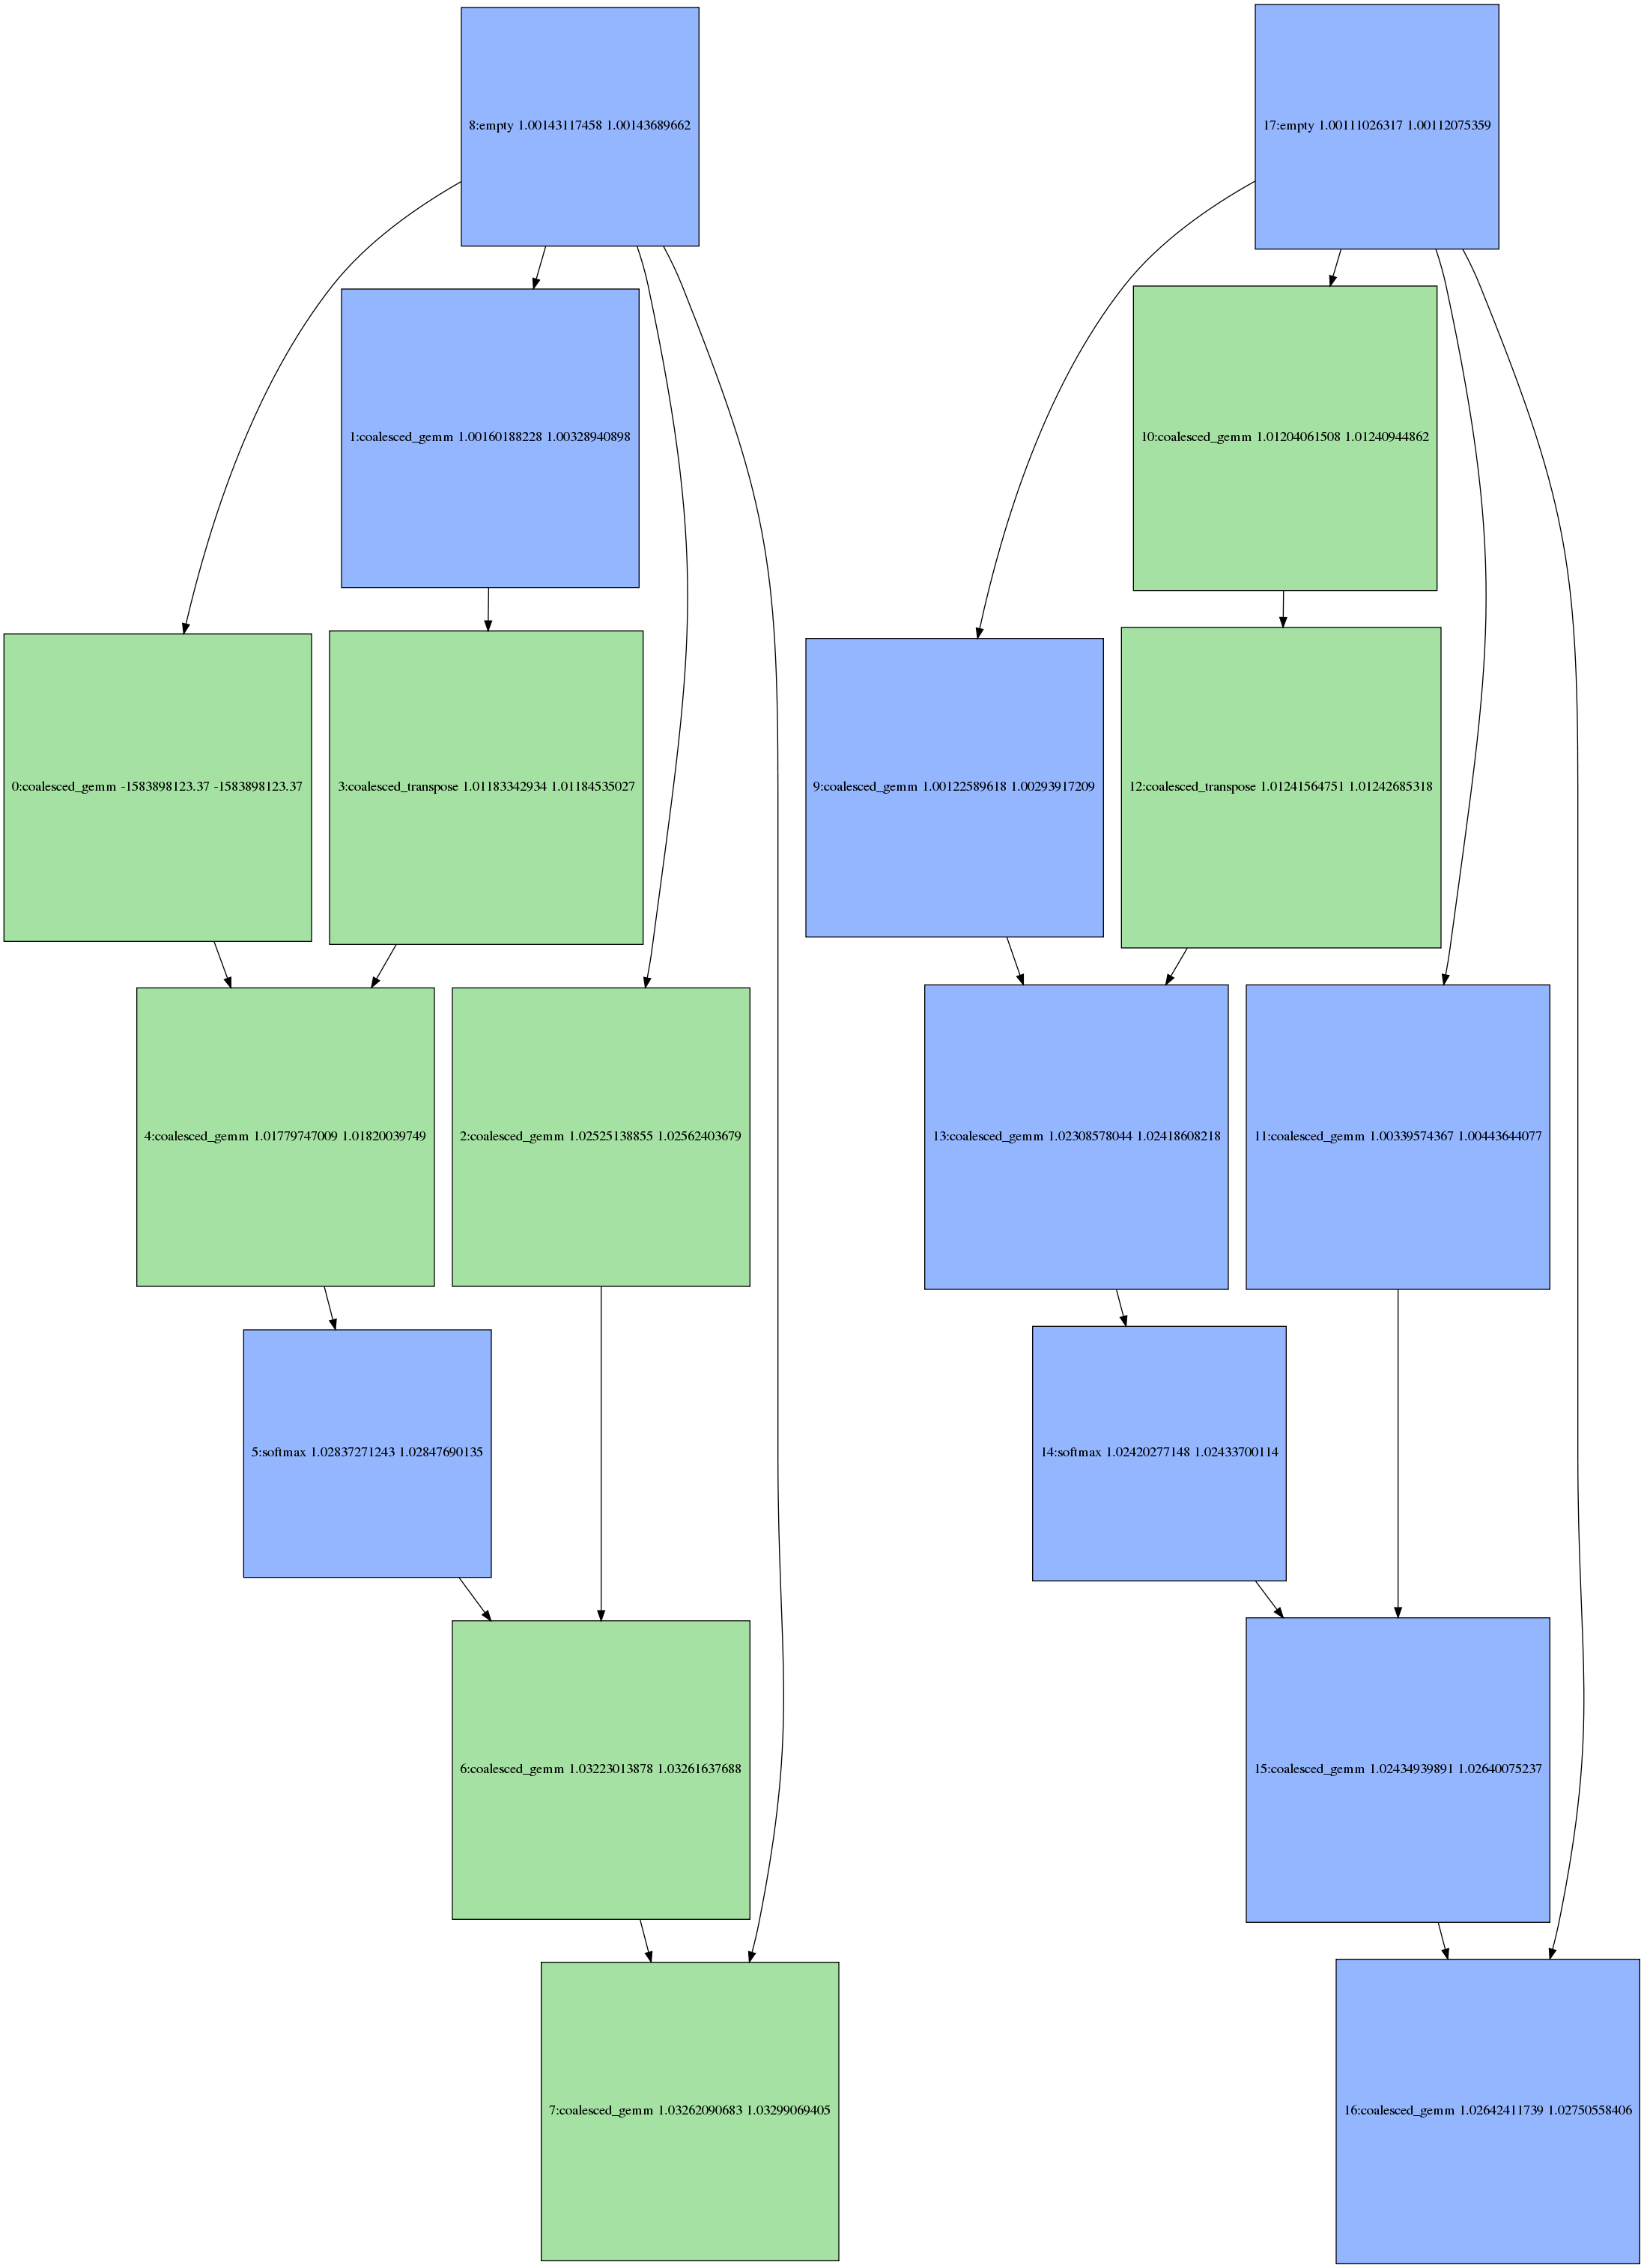 8:empty 1.00143117458 1.00143689662
17:empty 1.00111026317 1.00112075359
1:coalesced_gemm 1.00160188228 1.00328940898
10:coalesced_gemm 1.01204061508 1.01240944862
0:coalesced_gemm -1583898123.37 -1583898123.37
3:coalesced_transpose 1.01183342934 1.01184535027
9:coalesced_gemm 1.00122589618 1.00293917209
12:coalesced_transpose 1.01241564751 1.01242685318
4:coalesced_gemm 1.01779747009 1.01820039749
2:coalesced_gemm 1.02525138855 1.02562403679
13:coalesced_gemm 1.02308578044 1.02418608218
11:coalesced_gemm 1.00339574367 1.00443644077
5:softmax 1.02837271243 1.02847690135
14:softmax 1.02420277148 1.02433700114
6:coalesced_gemm 1.03223013878 1.03261637688
15:coalesced_gemm 1.02434939891 1.02640075237
7:coalesced_gemm 1.03262090683 1.03299069405
16:coalesced_gemm 1.02642411739 1.02750558406